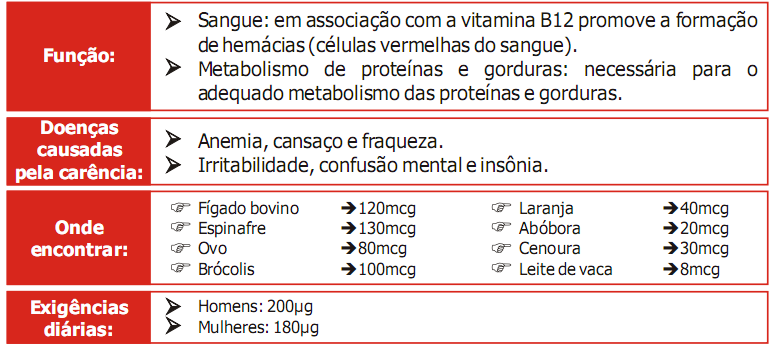 Função:
➢ Sangue: em associação com a vitamina B12 promove a formação
de hemácias (células vermelhas do sangue).
➢ Metabolismo de proteínas e gorduras: necessária para o
adequado metabolismo das proteínas e gorduras.
Doenças
causadas
pela carência:
➢ Anemia, cansaço e fraqueza.
➢ Irritabilidade, confusão mental e insônia.
Onde
encontrar:
☞ Fígado bovino ➔120mcg
☞ Espinafre ➔130mcg
☞ Ovo ➔80mcg
☞ Brócolis ➔100mcg
☞ Laranja ➔40mcg
☞ Abóbora ➔20mcg
☞ Cenoura ➔30mcg
☞ Leite de vaca ➔8mcg
Exigências
diárias:
➢ Homens: 200µg
➢ Mulheres: 180µg